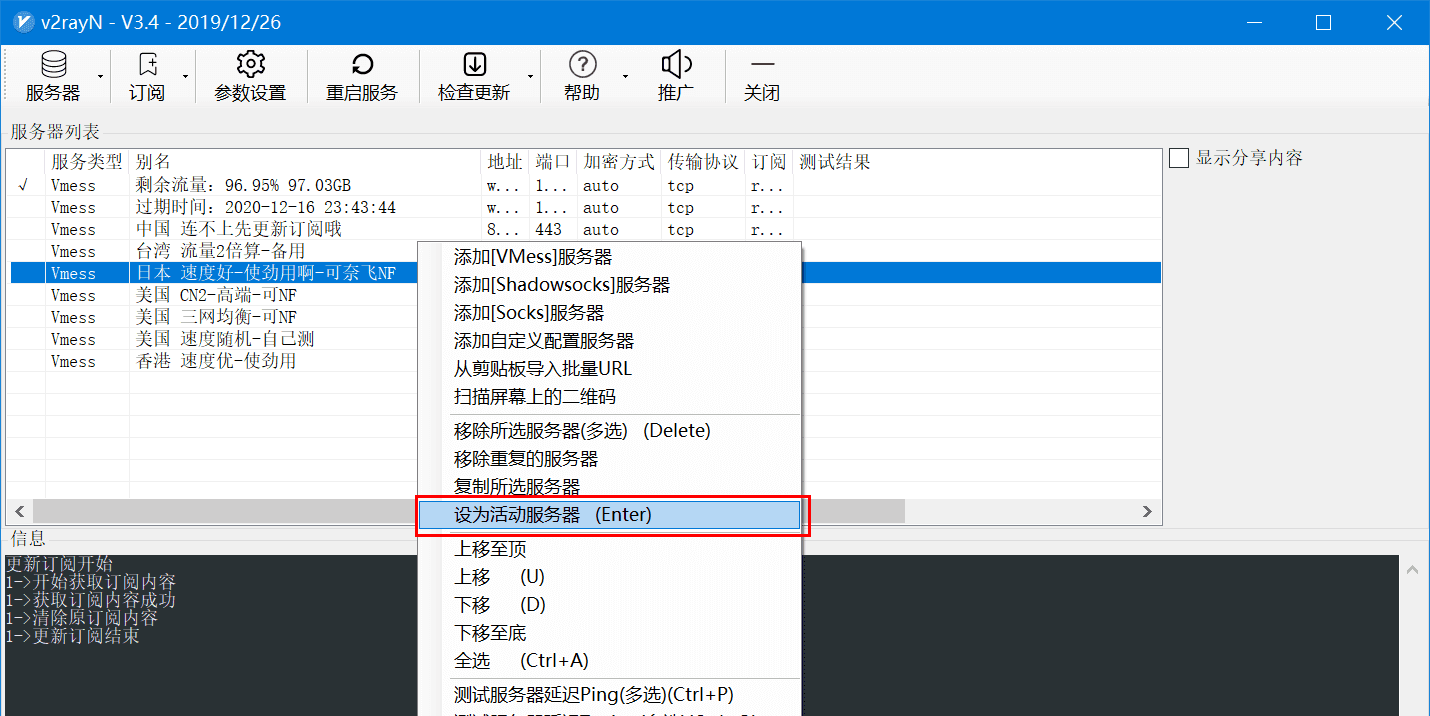 v2rayN - V3.4 - 2019/12/26
服务器 订阅 参数设置 重启服务 检查更新 帮助 推广 关闭
服务器列表
服务类型 别名 地址 端口 加密方式 传输协议 订阅 测试结果
显示分享内容
√ Vmess 剩余流量：96.95% 97.03GB w... 1... auto tcp r...
Vmess 过期时间：2020-12-16 23:43:44 w... 1... auto tcp r...
Vmess 中国 连不上先更新订阅哦 8... 443 auto tcp r...
Vmess 台湾 流量2倍算-备用
Vmess 日本 速度好-使劲用啊-可奈飞NF
Vmess 美国 CN2-高端-可NF
Vmess 美国 三网均衡-可NF
Vmess 美国 速度随机-自己测
Vmess 香港 速度优-使劲用
添加[VMess]服务器
添加[Shadowsocks]服务器
添加[Socks]服务器
添加自定义配置服务器
从剪贴板导入批量URL
扫描屏幕上的二维码
移除所选服务器(多选) (Delete)
移除重复的服务器
复制所选服务器
设为活动服务器 (Enter)
上移至顶
上移 (U)
下移 (D)
下移至底
全选 (Ctrl+A)
测试服务器延迟Ping(多选)(Ctrl+P)
信息
更新订阅开始
1->开始获取订阅内容
1->获取订阅内容成功
1->清除原订阅内容
1->更新订阅结束